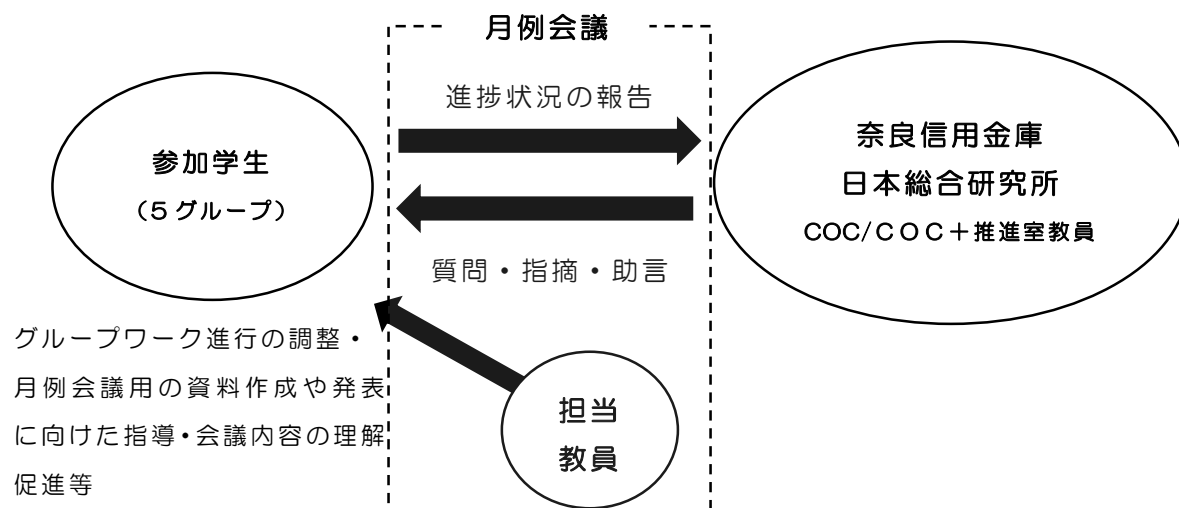 月例会議
進捗状況の報告
参加学生
(5 グループ)
奈良信用金庫
日本総合研究所
COC/ＣＯＣ＋推進室教員
質問・指摘・助言
グループワーク進行の調整・
月例会議用の資料作成や発表
に向けた指導・会議内容の理解
促進等
担当
教員